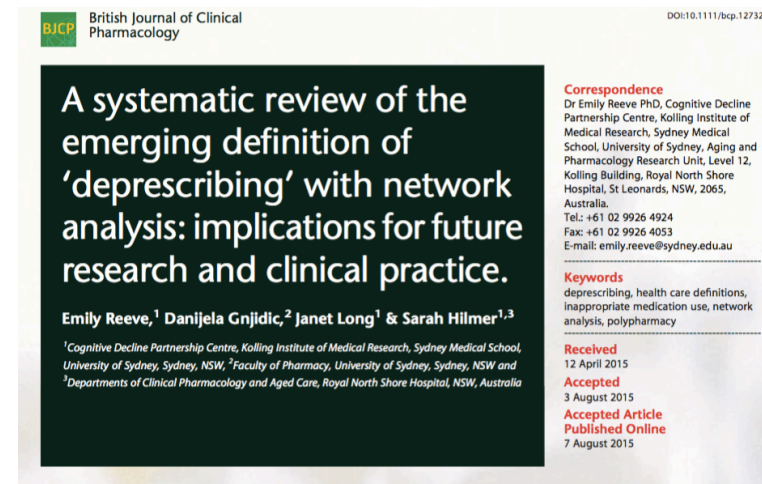 BJCP
British Journal of Clinical
Pharmacology
DOI:10.1111/bcp.12732
A systematic review of the
emerging definition of
‘deprescribing’ with network
analysis: implications for future
research and clinical practice.
Emily Reeve,1 Danijela Gnjidic,2 Janet Long1 & Sarah Hilmer1,3
1Cognitive Decline Partnership Centre, Kolling Institute of Medical Research, Sydney Medical School,
University of Sydney, Sydney, NSW, 2Faculty of Pharmacy, University of Sydney, Sydney, NSW and
3Departments of Clinical Pharmacology and Aged Care, Royal North Shore Hospital, NSW, Australia
Correspondence
Dr Emily Reeve PhD, Cognitive Decline
Partnership Centre, Kolling Institute of
Medical Research, Sydney Medical
School, University of Sydney, Aging and
Pharmacology Research Unit, Level 12,
Kolling Building, Royal North Shore
Hospital, St Leonards, NSW, 2065,
Australia.
Tel.: +61 02 9926 4924
Fax: +61 02 9926 4053
E-mail: emily.reeve@sydney.edu.au
Keywords
deprescribing, health care definitions,
inappropriate medication use, network
analysis, polypharmacy
Received
12 April 2015
Accepted
3 August 2015
Accepted Article
Published Online
7 August 2015